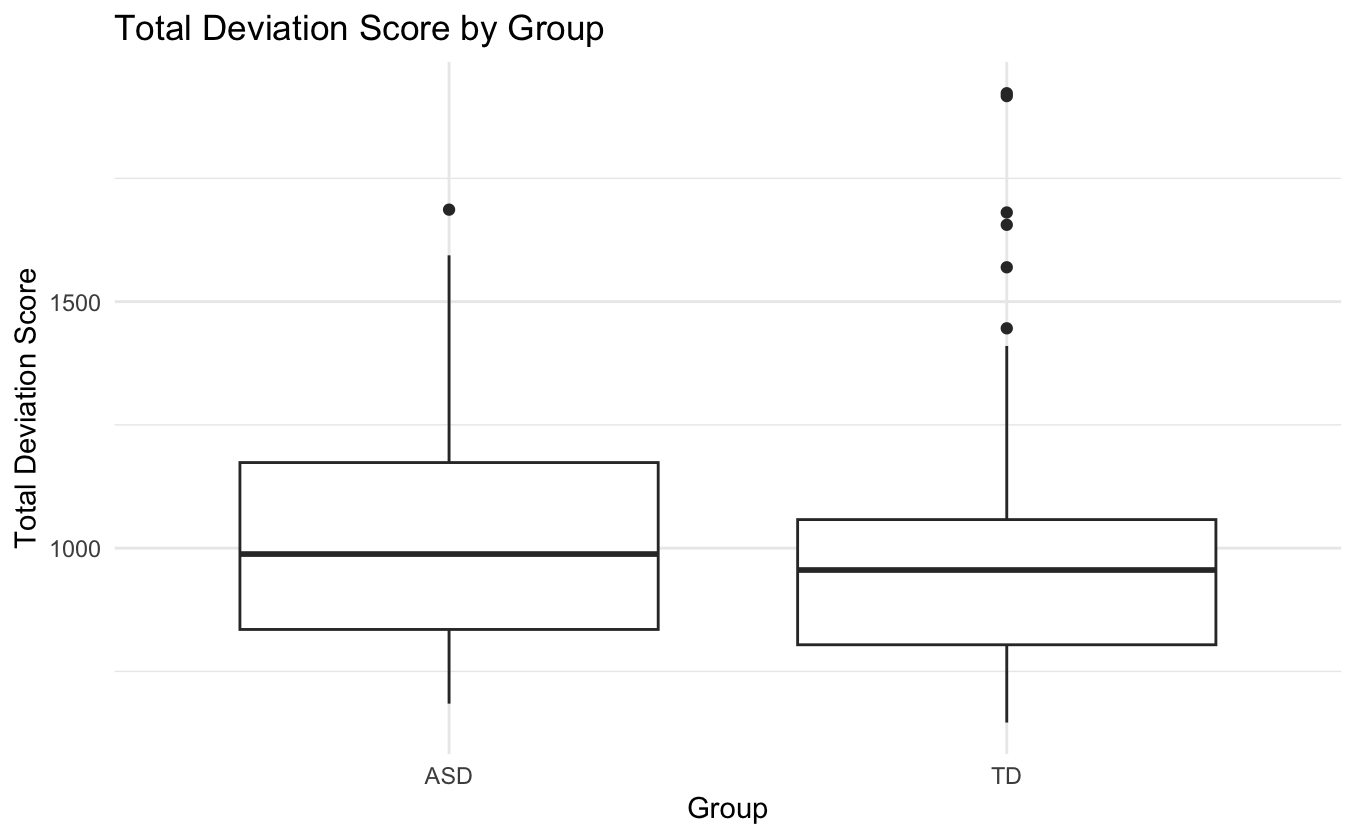 Total Deviation Score by Group
Total Deviation Score
1500
1000
ASD
TD
Group